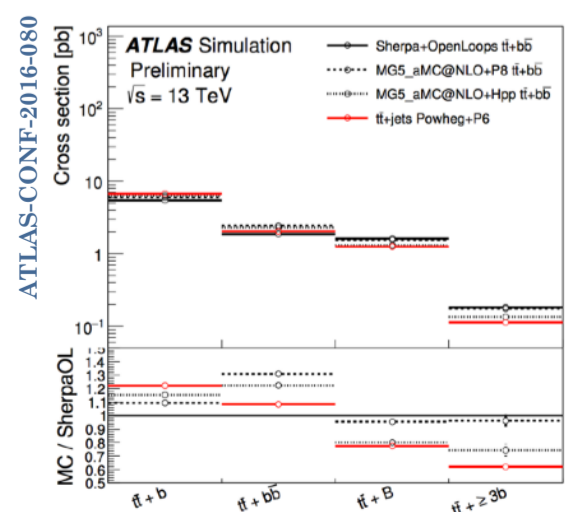 ATLAS-CONF-2016-080
Cross section [pb]
10³
10²
10
1
10⁻¹
ATLAS Simulation
Preliminary
√s = 13 TeV
Sherpa+OpenLoops tt̄+bb̄
MG5_aMC@NLO+P8 tt̄+bb̄
MG5_aMC@NLO+Hpp tt̄+bb̄
tt̄+jets Powheg+P6
MC / SherpaOL
1.5
1.4
1.3
1.2
1.1
1
0.9
0.8
0.7
0.6
0.5
tt̄ + b
tt̄ + bb̄
tt̄ + B
tt̄ + ≥ 3b